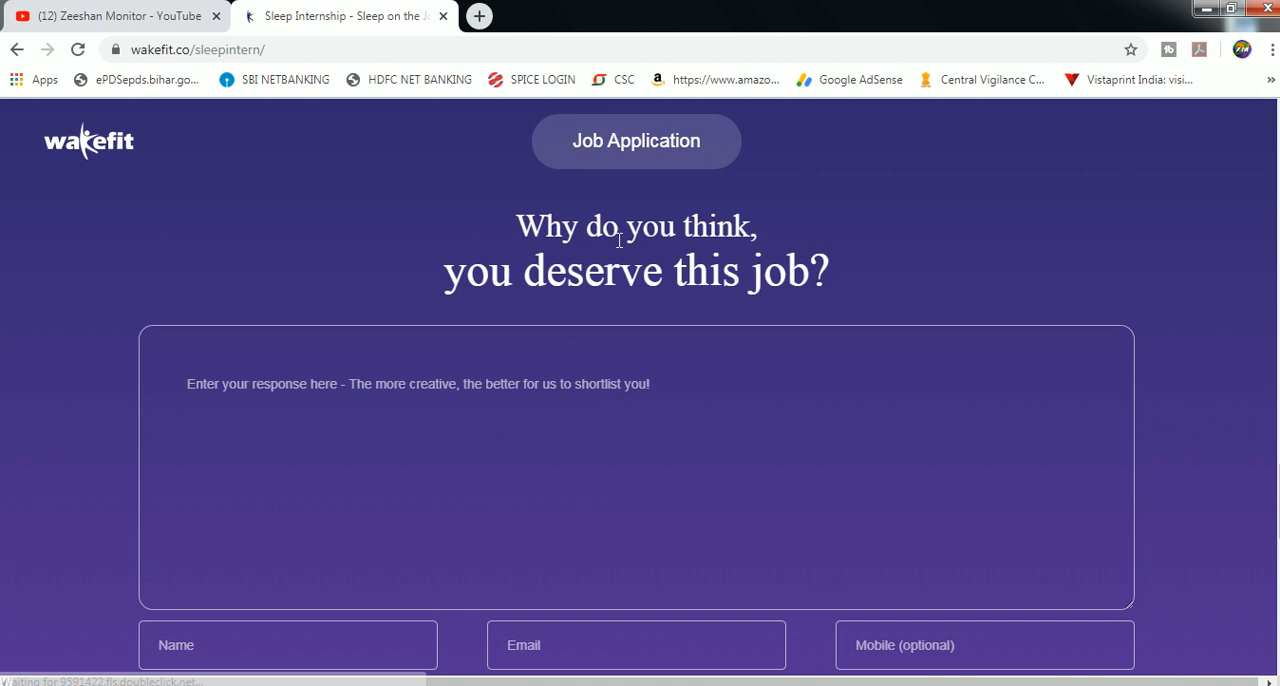 (12) Zeeshan Monitor - YouTube
Sleep Internship - Sleep on the Jo
wakefit.co/sleepintern/
Apps
ePDSepds.bihar.go...
SBI NETBANKING
HDFC NET BANKING
SPICE LOGIN
CSC
https://www.amazo...
Google AdSense
Central Vigilance C...
Vistaprint India: visi...
»
wakefit
Job Application
Why do you think,
you deserve this job?
Enter your response here - The more creative, the better for us to shortlist you!
Name
Email
Mobile (optional)
Waiting for 9591422.fls.doubleclick.net...